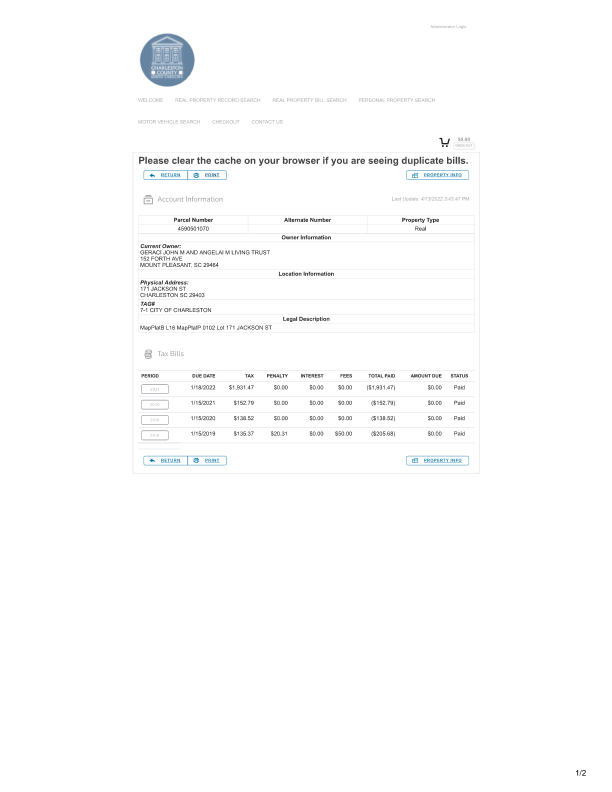 Administrator Login
CHARLESTON
COUNTY
SOUTH CAROLINA
WELCOME REAL PROPERTY RECORD SEARCH REAL PROPERTY BILL SEARCH PERSONAL PROPERTY SEARCH
MOTOR VEHICLE SEARCH CHECKOUT CONTACT US
$0.00
CHECKOUT
Please clear the cache on your browser if you are seeing duplicate bills.
RETURN PRINT PROPERTY INFO
Account Information Last Update: 4/13/2022 3:45:41 PM
Parcel Number Alternate Number Property Type
4590501070 Real
Owner Information
Current Owner:
GERACI JOHN M AND ANGELAI M LIVING TRUST
152 FORTH AVE
MOUNT PLEASANT, SC 29464
Location Information
Physical Address:
171 JACKSON ST
CHARLESTON SC 29403
TAG#
7-1 CITY OF CHARLESTON
Legal Description
MapPlatB L16 MapPlatP 0102 Lot 171 JACKSON ST
Tax Bills
PERIOD DUE DATE TAX PENALTY INTEREST FEES TOTAL PAID AMOUNT DUE STATUS
2021 1/18/2022 $1,931.47 $0.00 $0.00 $0.00 ($1,931.47) $0.00 Paid
2020 1/15/2021 $152.79 $0.00 $0.00 $0.00 ($152.79) $0.00 Paid
2019 1/15/2020 $138.52 $0.00 $0.00 $0.00 ($138.52) $0.00 Paid
2018 1/15/2019 $135.37 $20.31 $0.00 $50.00 ($205.68) $0.00 Paid
RETURN PRINT PROPERTY INFO
1/2